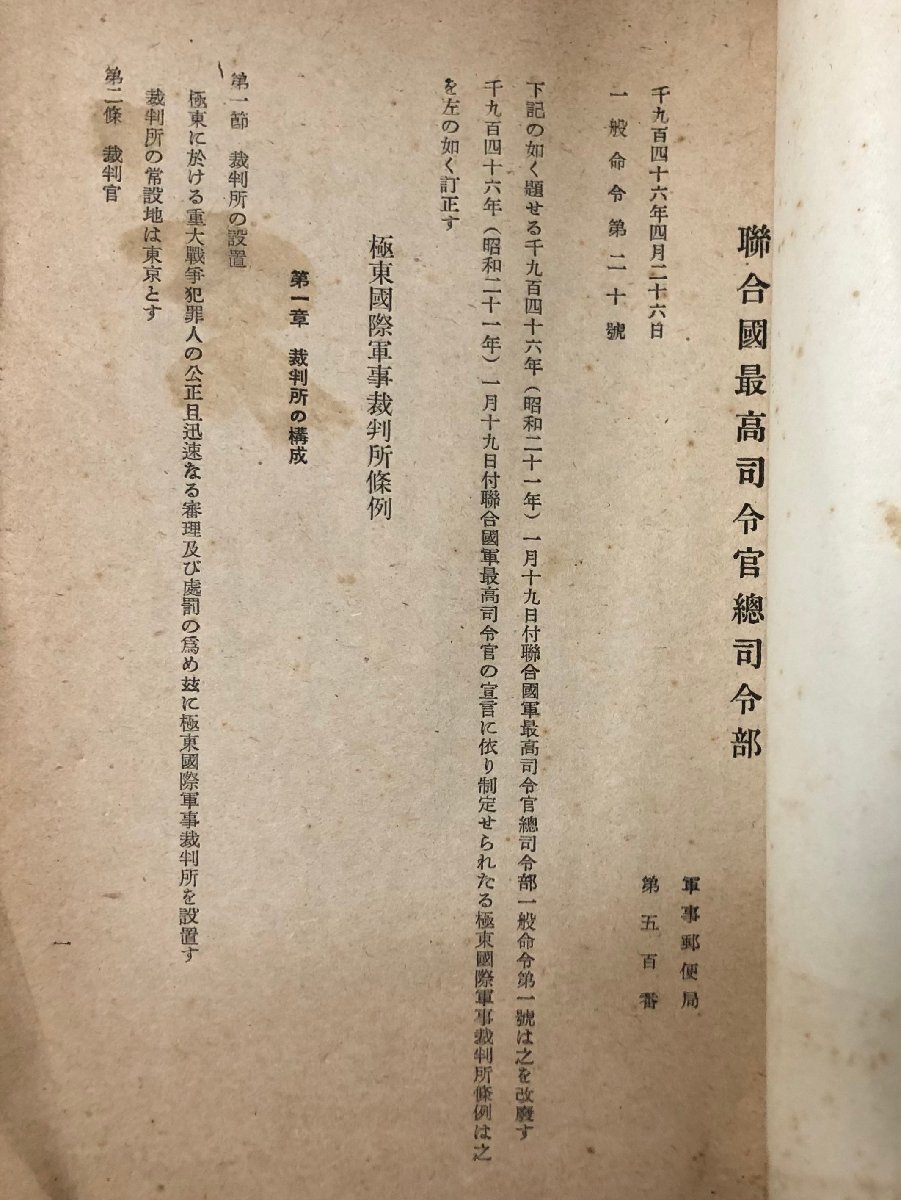 聯合國最高司令官總司令部
軍事郵便局
第五百番
千九百四十六年四月二十六日
一般命令第二十號
下記の如く題せる千九百四十六年（昭和二十一年）一月十九日付聯合國軍最高司令官總司令部一般命令第一號は之を改廢す
千九百四十六年（昭和二十一年）一月十九日付聯合國軍最高司令官の宣言に依り制定せられたる極東國際軍事裁判所條例は之
を左の如く訂正す
極東國際軍事裁判所條例
第一章　裁判所の構成
第一節　裁判所の設置
極東に於ける重大戰爭犯罪人の公正且迅速なる審理及び處罰の爲め玆に極東國際軍事裁判所を設置す
裁判所の常設地は東京とす
第二條　裁判官
一